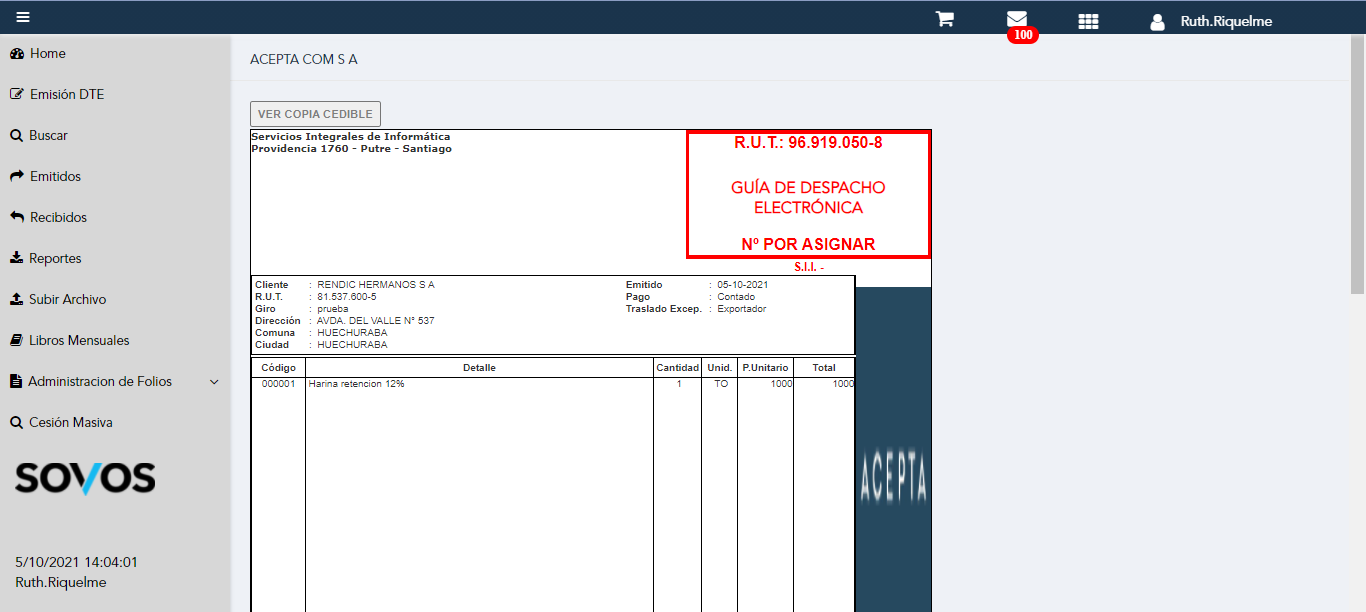 Ruth.Riquelme
100
Home
Emisión DTE
Buscar
Emitidos
Recibidos
Reportes
Subir Archivo
Libros Mensuales
Administracion de Folios
Cesión Masiva
SOVOS
5/10/2021 14:04:01
Ruth.Riquelme
ACEPTA COM S A
VER COPIA CEDIBLE
Servicios Integrales de Informática
Providencia 1760 - Putre - Santiago
R.U.T.: 96.919.050-8
GUÍA DE DESPACHO
ELECTRÓNICA
Nº POR ASIGNAR
S.I.I. -
Cliente : RENDIC HERMANOS S A Emitido : 05-10-2021
R.U.T. : 81.537.600-5 Pago : Contado
Giro : prueba Traslado Excep. : Exportador
Dirección : AVDA. DEL VALLE N° 537
Comuna : HUECHURABA
Ciudad : HUECHURABA
Código Detalle Cantidad Unid. P.Unitario Total
000001 Harina retencion 12% 1 TO 1000 1000
ACEPTA